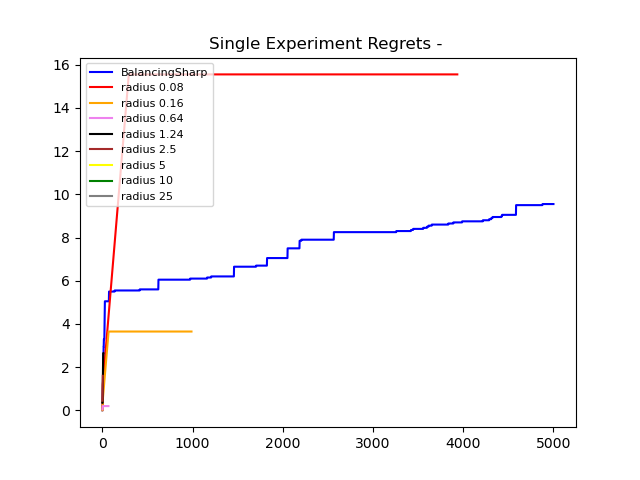 Single Experiment Regrets -
16
14
12
10
8
6
4
2
0
BalancingSharp
radius 0.08
radius 0.16
radius 0.64
radius 1.24
radius 2.5
radius 5
radius 10
radius 25
0 1000 2000 3000 4000 5000